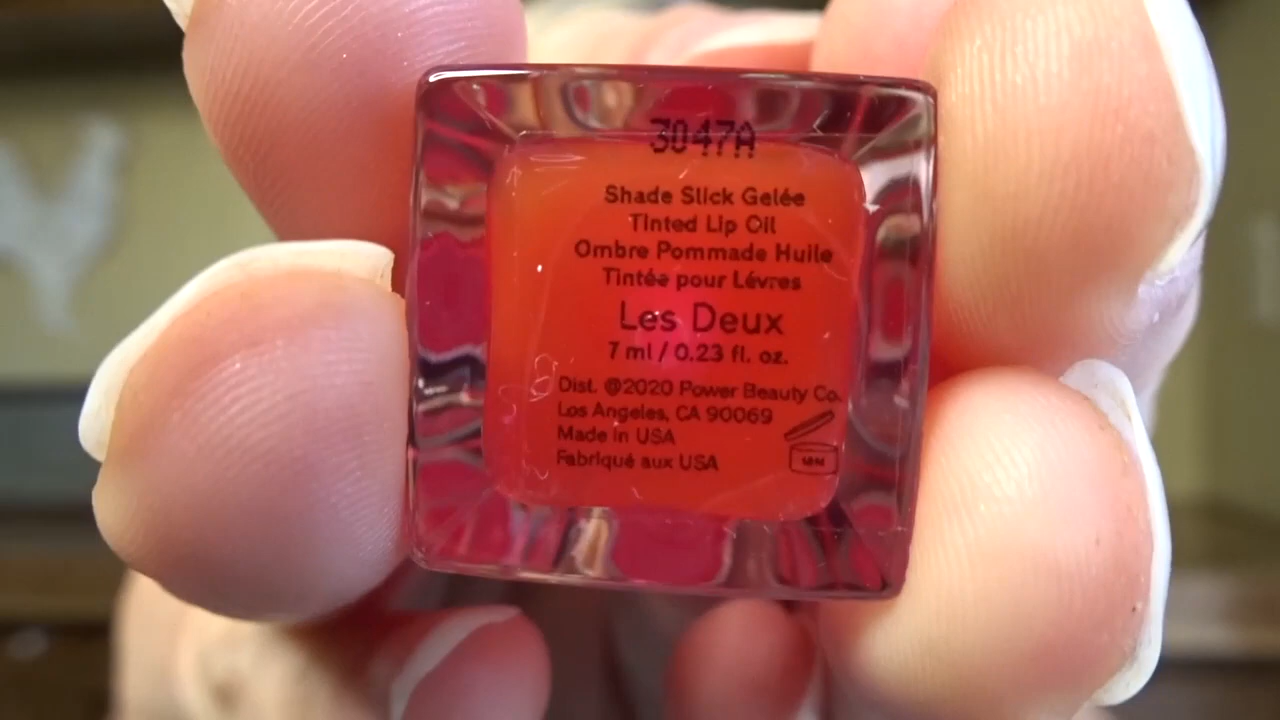 3047A
Shade Slick Gelée
Tinted Lip Oil
Ombre Pommade Huile
Tintée pour Lévres
Les Deux
7 ml / 0.23 fl. oz.
Dist. @2020 Power Beauty Co.
Los Angeles, CA 90069
Made in USA
Fabriqué aux USA